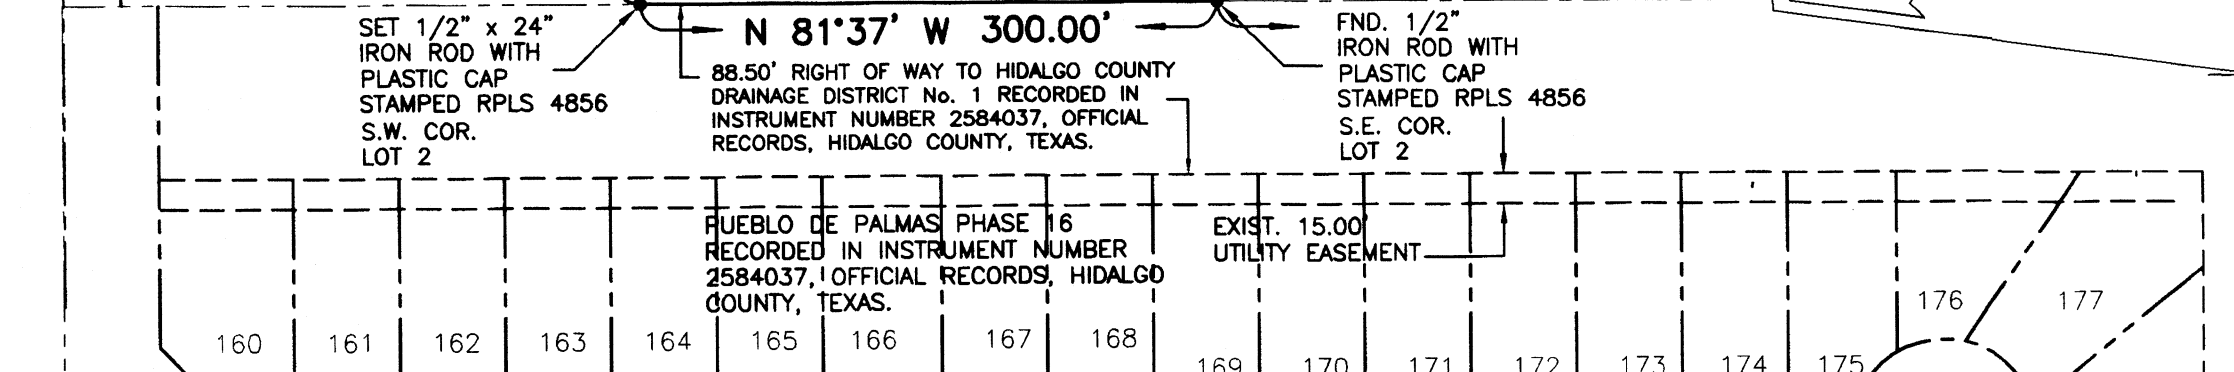 SET 1/2" x 24"
IRON ROD WITH
PLASTIC CAP
STAMPED RPLS 4856
S.W. COR.
LOT 2
N 81°37' W 300.00'
88.50' RIGHT OF WAY TO HIDALGO COUNTY
DRAINAGE DISTRICT No. 1 RECORDED IN
INSTRUMENT NUMBER 2584037, OFFICIAL
RECORDS, HIDALGO COUNTY, TEXAS.
FND. 1/2"
IRON ROD WITH
PLASTIC CAP
STAMPED RPLS 4856
S.E. COR.
LOT 2
PUEBLO DE PALMAS PHASE 16
RECORDED IN INSTRUMENT NUMBER
2584037, OFFICIAL RECORDS, HIDALGO
COUNTY, TEXAS.
EXIST. 15.00'
UTILITY EASEMENT
176 177
160 161 162 163 164 165 166 167 168
169 170 171 172 173 174 175